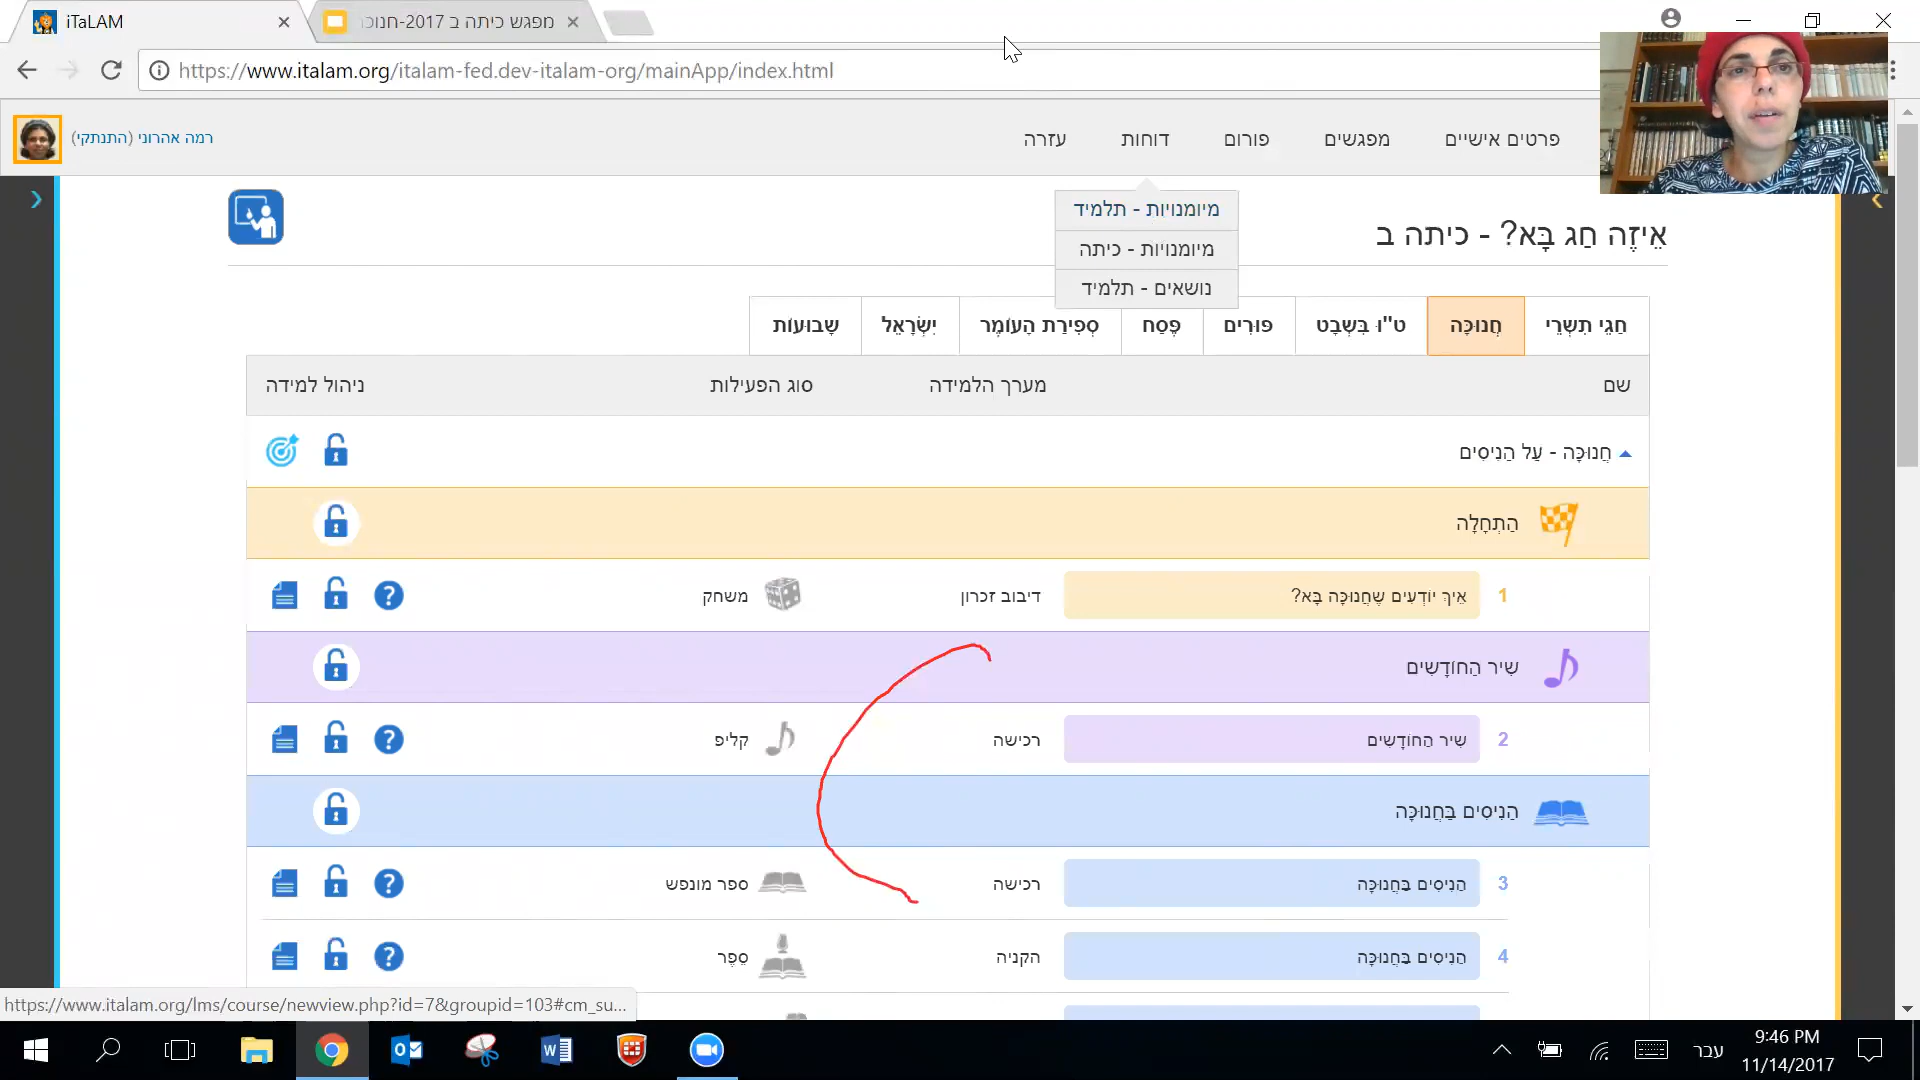 iTaLAM
מפגש כיתה ב 2017-חנוכ
https://www.italam.org/italam-fed.dev-italam-org/mainApp/index.html
רמה אהרוני (התנתקי)
פרטים אישיים
מפגשים
פורום
דוחות
עזרה
מיומנויות - תלמיד
מיומנויות - כיתה
נושאים - תלמיד
אֵיזֶה חַג בָּא? - כיתה ב
חַגֵי תִּשְרֵי
חֲנוּכָּה
ט"וּ בִּשְבָט
פּוּרִים
פֶּסַח
סְפִירַת הָעוֹמֶר
יִשְׂרָאֵל
שָבוּעוֹת
שם
מערך הלמידה
סוג הפעילות
ניהול למידה
חֲנוּכָּה - עַל הַנִיסִים
הַתְחָלָה
1 אֵיךְ יוֹדְעִים שֶחֲנוּכָּה בָּא? דיבוב זכרון משחק
שִיר הַחוֹדָשִים
2 שִיר הַחוֹדָשִים רכישה קליפ
הַנִיסִים בַּחֲנוּכָּה
3 הַנִיסִים בַּחֲנוּכָּה רכישה ספר מונפש
4 הַנִיסִים בַּחֲנוּכָּה הקניה סֵפֶר
https://www.italam.org/lms/course/newview.php?id=7&groupid=103#cm_su...
עבר
9:46 PM
11/14/2017